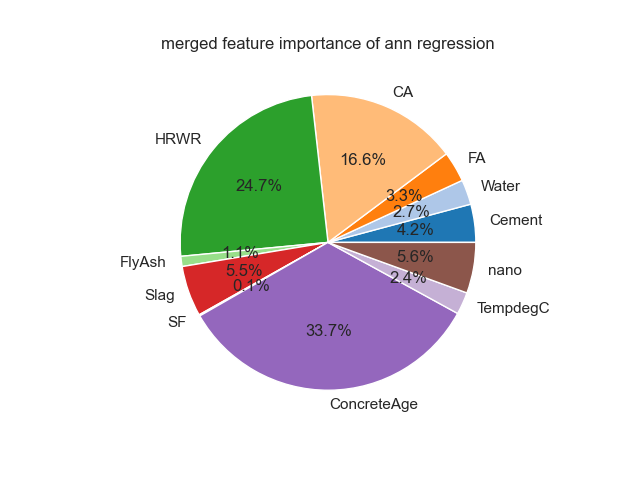 merged feature importance of ann regression
CA
HRWR
16.6%
FA
24.7%
3.3%
Water
2.7%
Cement
4.2%
1.1%
5.6%
FlyAsh
5.5%
nano
2.4%
Slag
0.1%
TempdegC
SF
33.7%
ConcreteAge